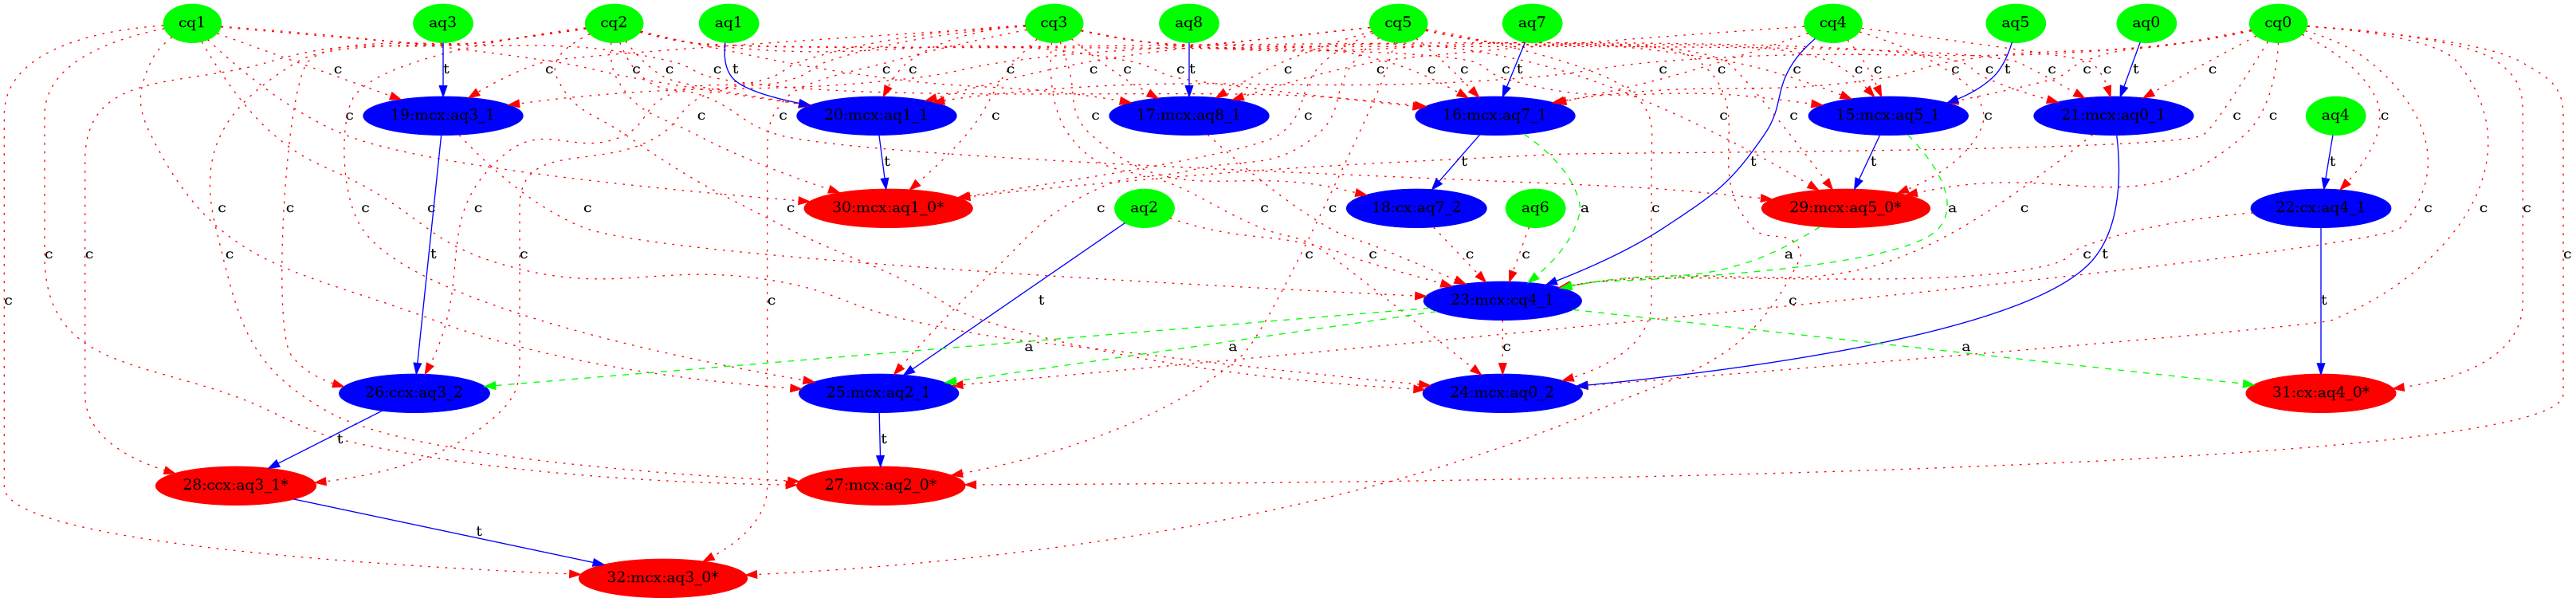 cq1 aq3 cq2 aq1 cq3 aq8 cq5 aq7 cq4 aq5 aq0 cq0
c t c c c t c c c c c t c c c t c c c c c t c t c
19:mcx:aq3_1 20:mcx:aq1_1 17:mcx:aq8_1 16:mcx:aq7_1 15:mcx:aq5_1 21:mcx:aq0_1 aq4
c c c c c t c c t t c t c c t
30:mcx:aq1_0* aq2 18:cx:aq7_2 aq6 29:mcx:aq5_0* 22:cx:aq4_1
c c c c c c c c c a a c c c c
c c c t c c c c c a t c
23:mcx:cq4_1
c c t c t c t
t a a c a
26:ccx:aq3_2 25:mcx:aq2_1 24:mcx:aq0_2 31:cx:aq4_0*
t t
28:ccx:aq3_1* 27:mcx:aq2_0*
t
32:mcx:aq3_0*